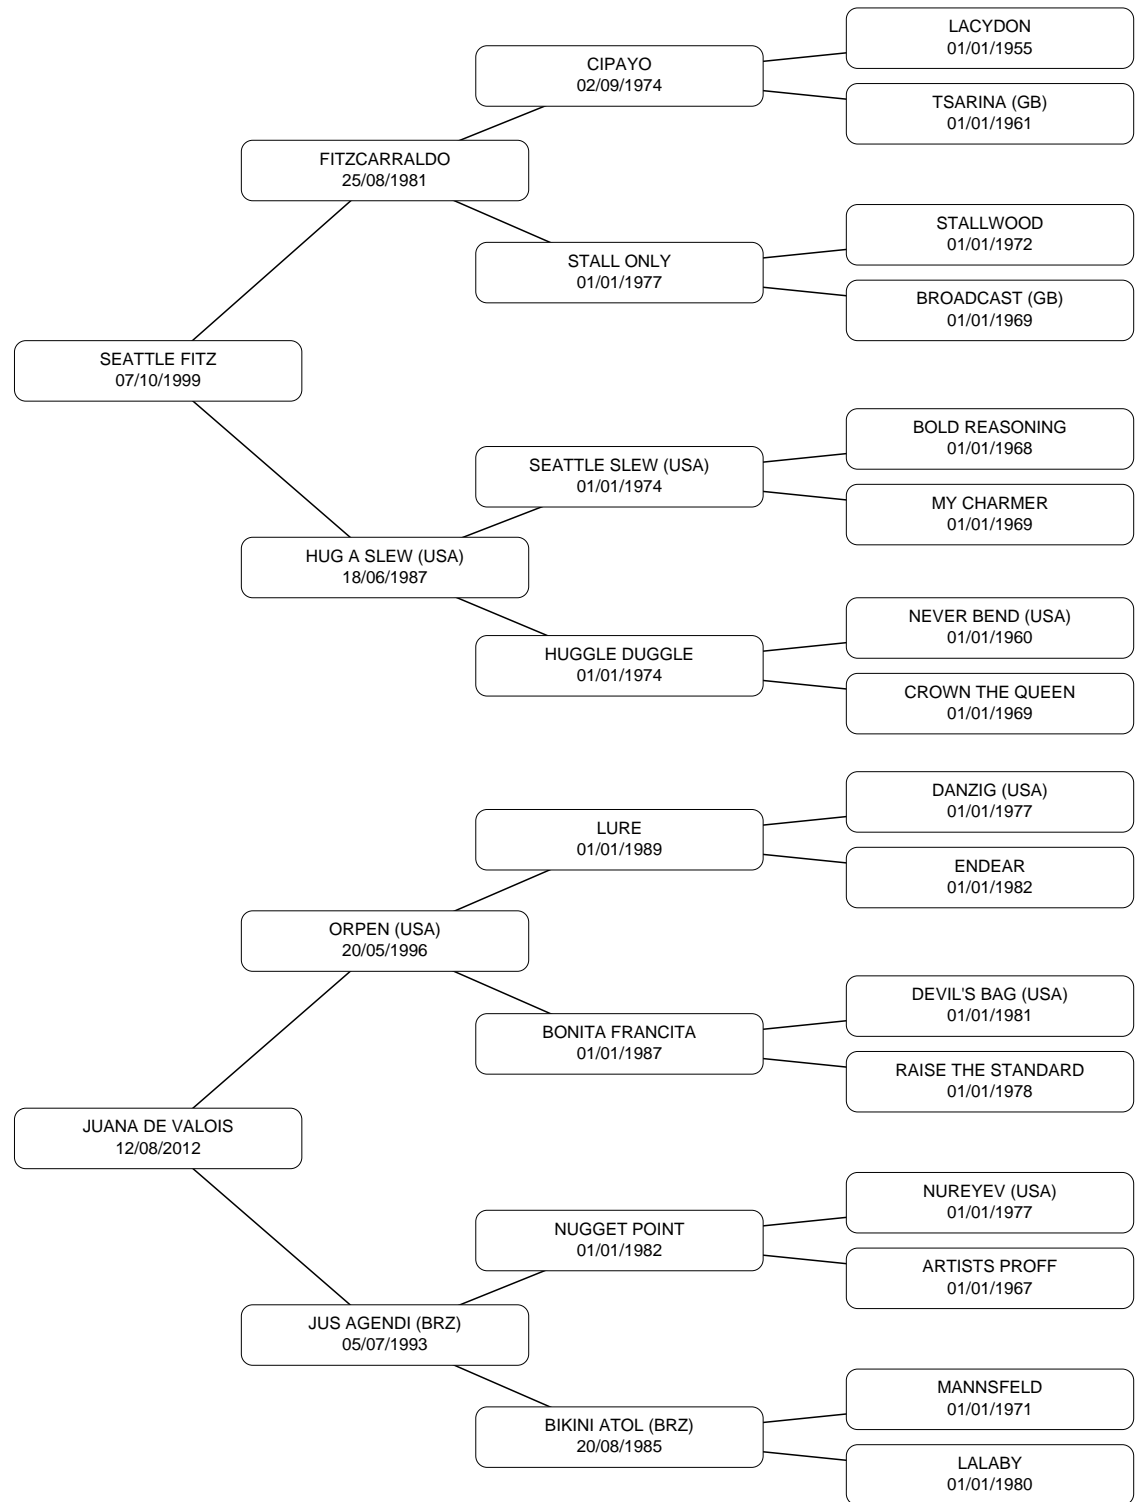 LACYDON
01/01/1955
CIPAYO
02/09/1974
TSARINA (GB)
01/01/1961
FITZCARRALDO
25/08/1981
STALLWOOD
01/01/1972
STALL ONLY
01/01/1977
BROADCAST (GB)
01/01/1969
SEATTLE FITZ
07/10/1999
BOLD REASONING
01/01/1968
SEATTLE SLEW (USA)
01/01/1974
MY CHARMER
01/01/1969
HUG A SLEW (USA)
18/06/1987
NEVER BEND (USA)
01/01/1960
HUGGLE DUGGLE
01/01/1974
CROWN THE QUEEN
01/01/1969
DANZIG (USA)
01/01/1977
LURE
01/01/1989
ENDEAR
01/01/1982
ORPEN (USA)
20/05/1996
DEVIL'S BAG (USA)
01/01/1981
BONITA FRANCITA
01/01/1987
RAISE THE STANDARD
01/01/1978
JUANA DE VALOIS
12/08/2012
NUREYEV (USA)
01/01/1977
NUGGET POINT
01/01/1982
ARTISTS PROFF
01/01/1967
JUS AGENDI (BRZ)
05/07/1993
MANNSFELD
01/01/1971
BIKINI ATOL (BRZ)
20/08/1985
LALABY
01/01/1980